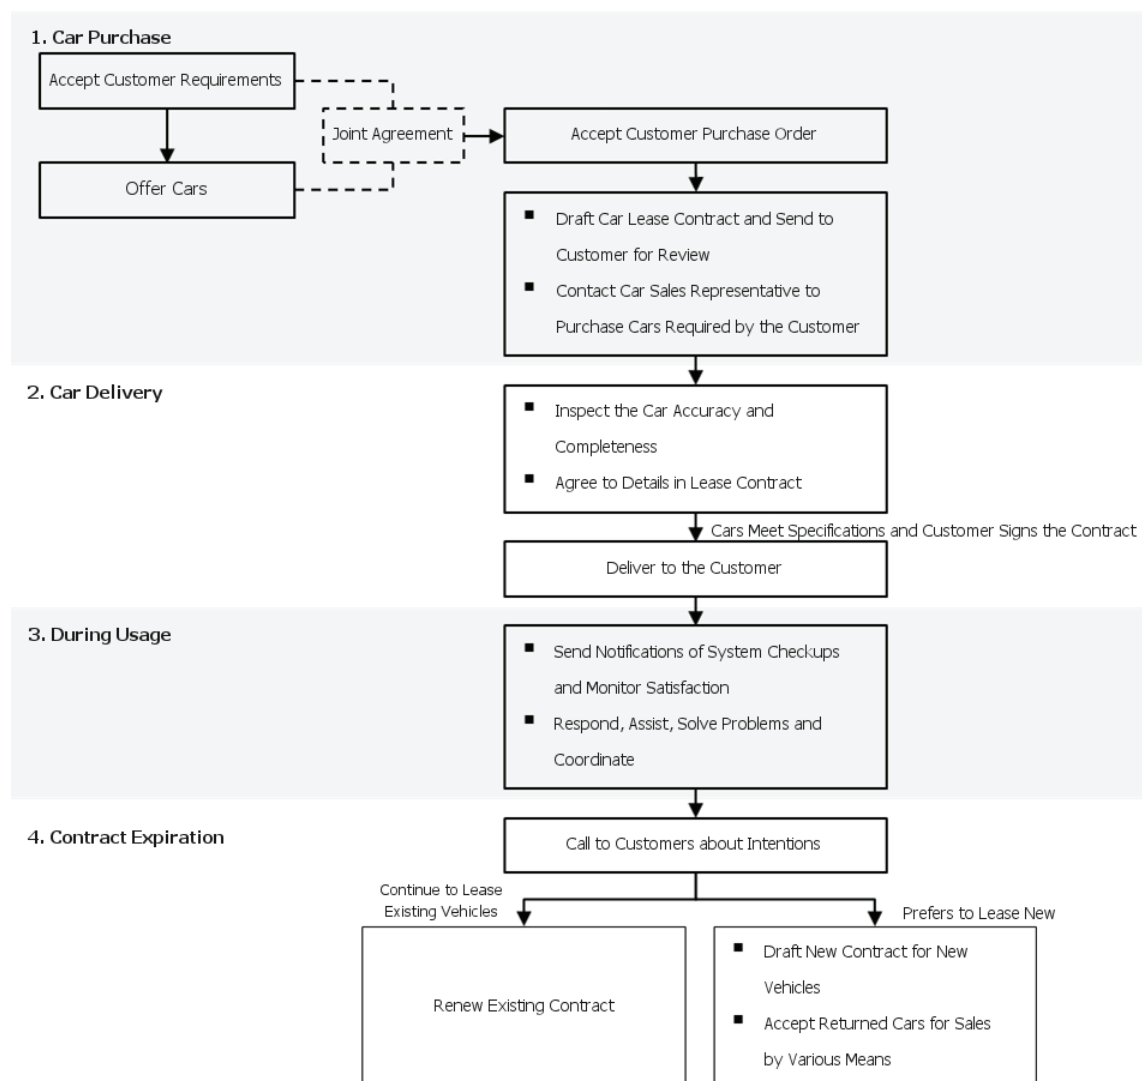 1. Car Purchase
Accept Customer Requirements
Joint Agreement
Accept Customer Purchase Order
Offer Cars
▪ Draft Car Lease Contract and Send to
Customer for Review
▪ Contact Car Sales Representative to
Purchase Cars Required by the Customer
2. Car Delivery
▪ Inspect the Car Accuracy and
Completeness
▪ Agree to Details in Lease Contract
Cars Meet Specifications and Customer Signs the Contract
Deliver to the Customer
3. During Usage
▪ Send Notifications of System Checkups
and Monitor Satisfaction
▪ Respond, Assist, Solve Problems and
Coordinate
4. Contract Expiration
Call to Customers about Intentions
Continue to Lease
Existing Vehicles
Prefers to Lease New
Renew Existing Contract
▪ Draft New Contract for New
Vehicles
▪ Accept Returned Cars for Sales
by Various Means